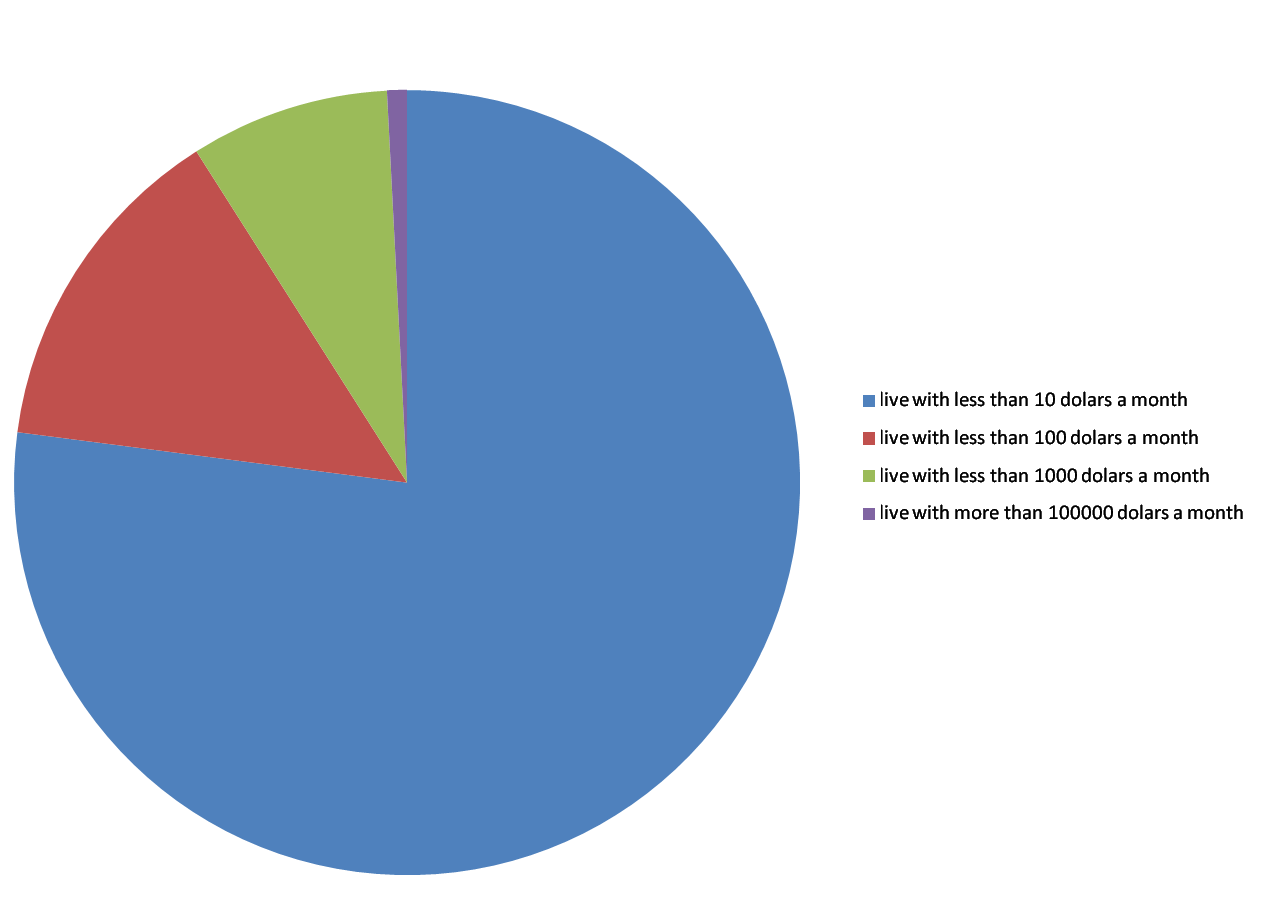 live with less than 10 dolars a month
live with less than 100 dolars a month
live with less than 1000 dolars a month
live with more than 100000 dolars a month